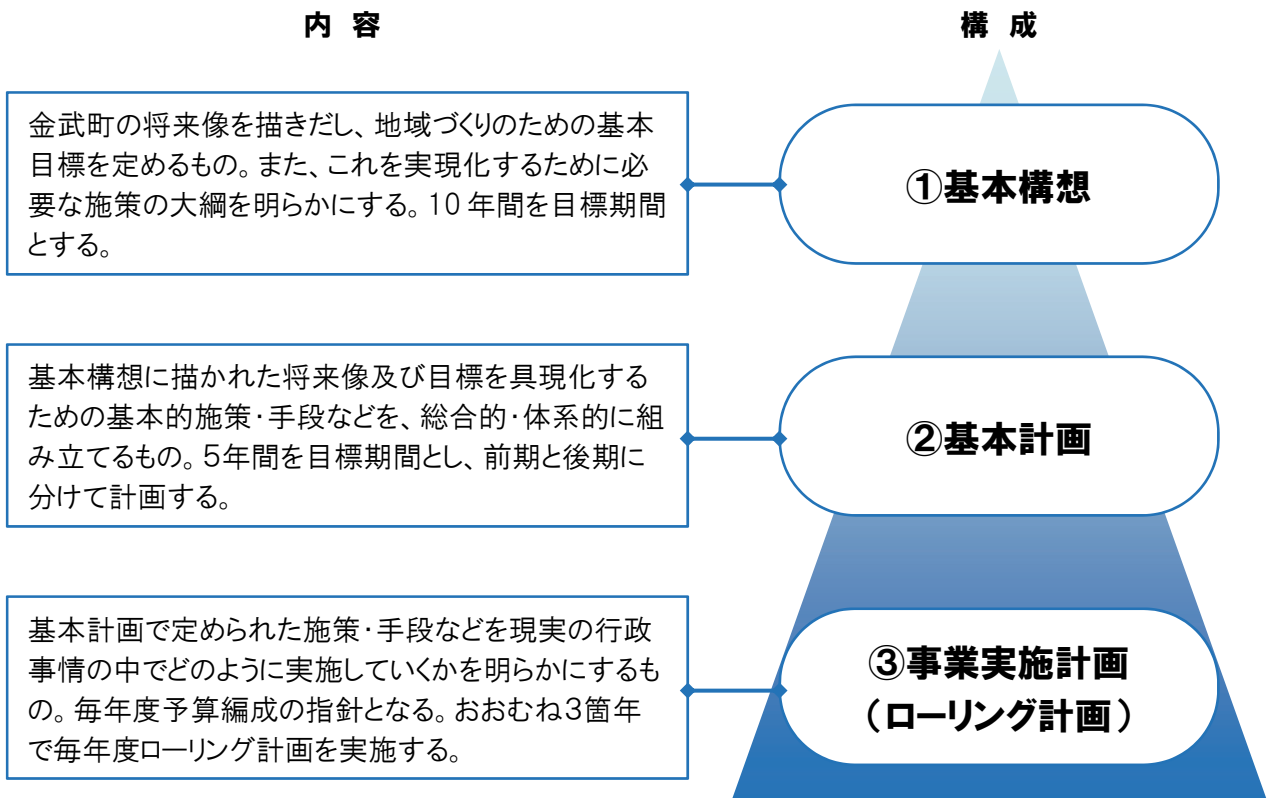 内 容
構 成
金武町の将来像を描きだし、地域づくりのための基本
目標を定めるもの。また、これを実現化するために必
要な施策の大綱を明らかにする。10 年間を目標期間
とする。
①基本構想
基本構想に描かれた将来像及び目標を具現化する
ための基本的施策・手段などを、総合的・体系的に組
み立てるもの。5年間を目標期間とし、前期と後期に
分けて計画する。
②基本計画
基本計画で定められた施策・手段などを現実の行政
事情の中でどのように実施していくかを明らかにするも
の。毎年度予算編成の指針となる。おおむね3箇年
で毎年度ローリング計画を実施する。
③事業実施計画
（ローリング計画）